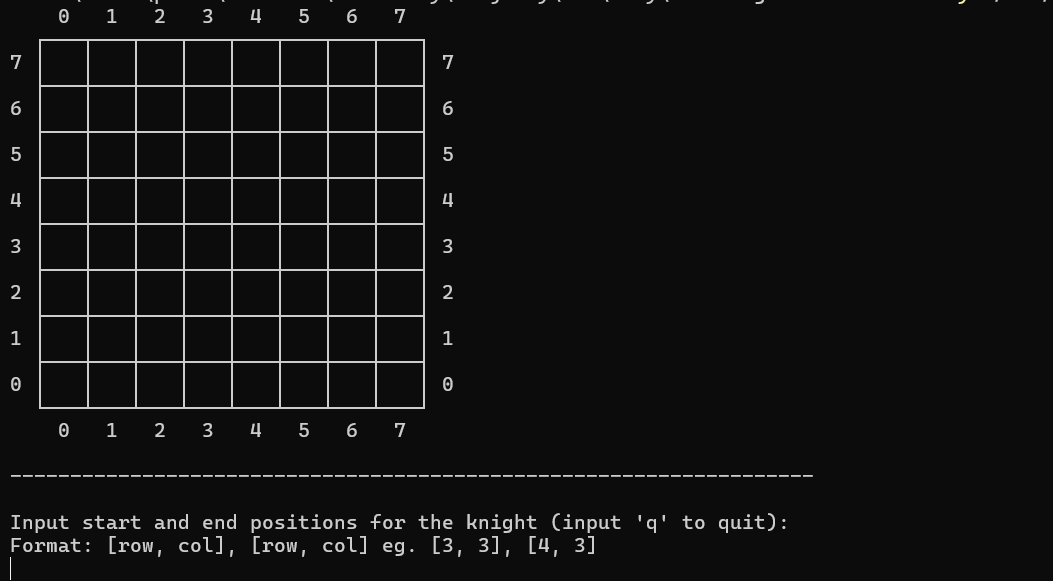 0 1 2 3 4 5 6 7
7 7
6 6
5 5
4 4
3 3
2 2
1 1
0 0
0 1 2 3 4 5 6 7
-------------------------------------------------------------------
Input start and end positions for the knight (input 'q' to quit):
Format: [row, col], [row, col] eg. [3, 3], [4, 3]